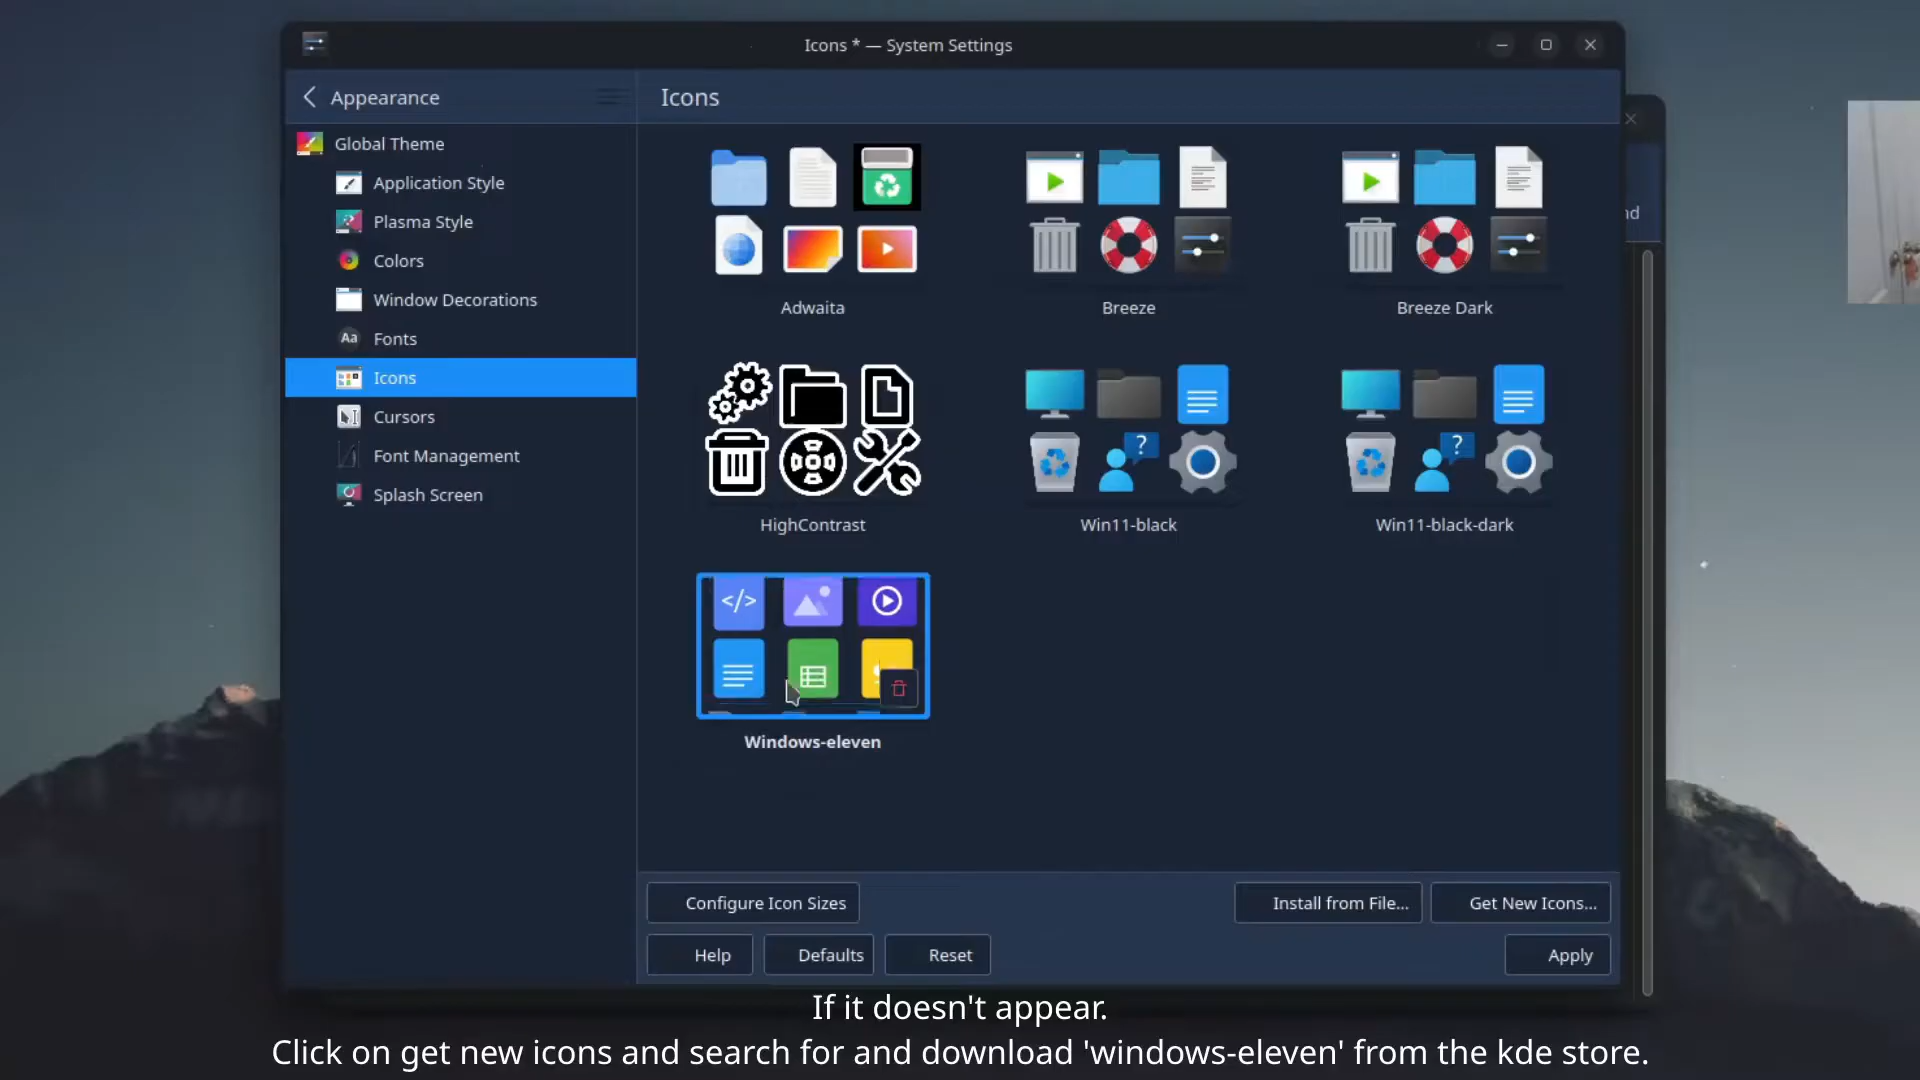 Icons * — System Settings
Appearance
Icons
Global Theme
Application Style
Plasma Style
Colors
Window Decorations
Aa Fonts
Icons
Cursors
Font Management
Splash Screen
Adwaita
Breeze
Breeze Dark
HighContrast
Win11-black
Win11-black-dark
Windows-eleven
Configure Icon Sizes
Install from File...
Get New Icons...
Help
Defaults
Reset
Apply
If it doesn't appear.
Click on get new icons and search for and download 'windows-eleven' from the kde store.